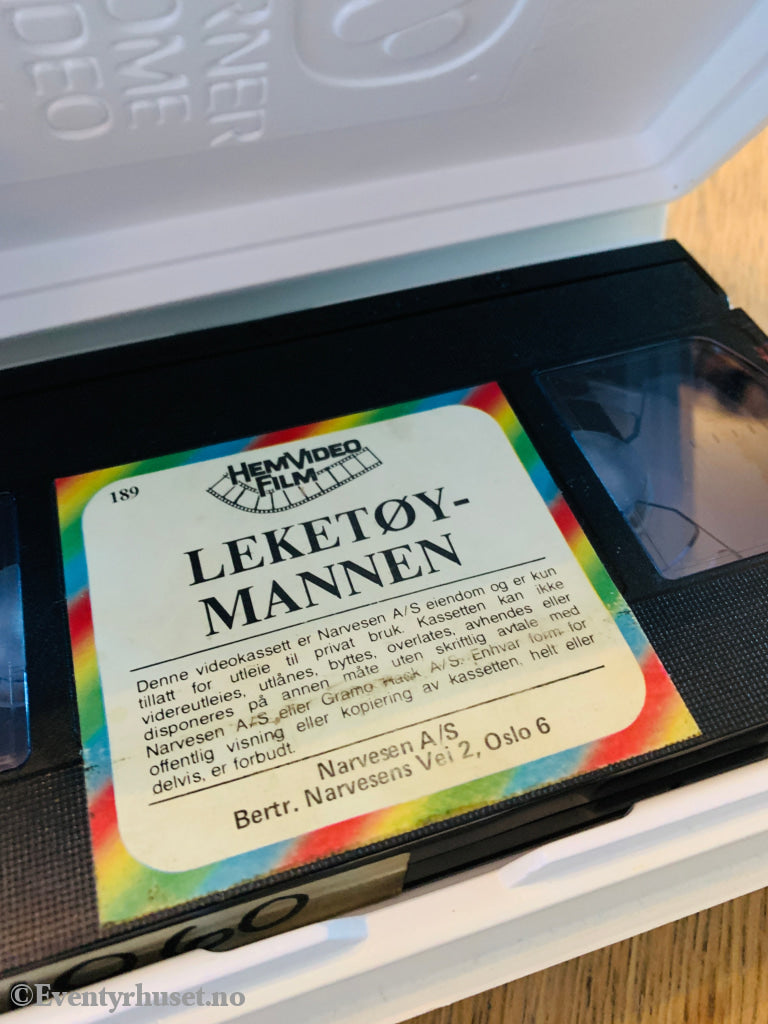 RNER
OME
DEO
189
HEMVIDEO
FILM
LEKETØY-
MANNEN
Denne videokassett er Narvesen A/S eiendom og er kun
tillatt for utleie til privat bruk. Kassetten kan ikke
videreutleies, utlånes, byttes, overlates, avhendes eller
disponeres på annen måte uten skriftlig avtale med
Narvesen A/S eller Gramo Hack A/S. Enhver form for
offentlig visning eller kopiering av kassetten, helt eller
delvis, er forbudt.
Narvesen A/S
Bertr. Narvesens Vei 2, Oslo 6
©Eventyrhuset.no